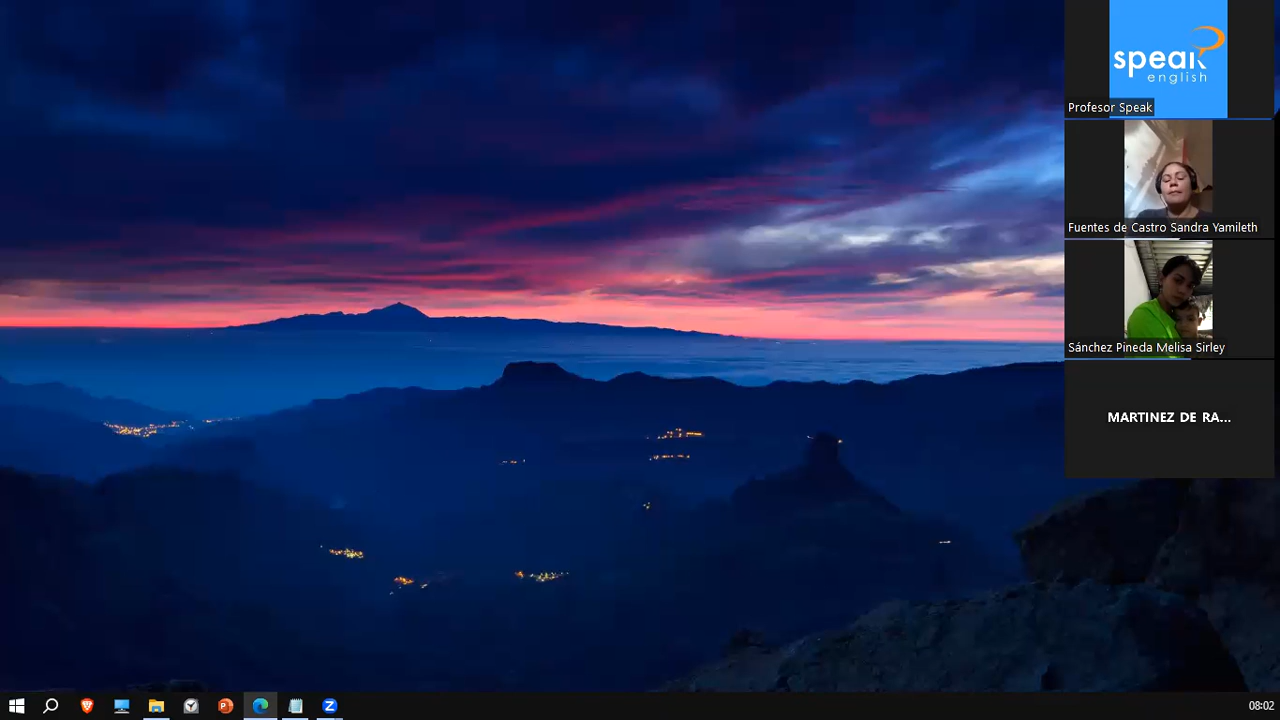 speak
english
Profesor Speak
Fuentes de Castro Sandra Yamileth
Sánchez Pineda Melisa Sirley
MARTINEZ DE RA...
08:02